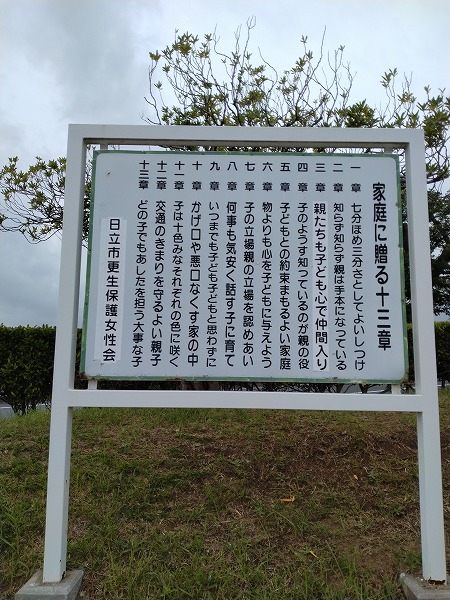 家庭に贈る十三章
一章 七分ほめ三分さとしてよいしつけ
二章 知らず知らず親は手本になっている
三章 親たちも子ども心で仲間入り
四章 子のようす知っているのが親の役
五章 子どもとの約束まもるよい家庭
六章 物よりも心を子どもに与えよう
七章 子の立場親の立場を認めあい
八章 何事も気安く話す子に育て
九章 いつまでも子ども子どもと思わずに
十章 かげ口や悪口なくす家の中
十一章 子は十色みなそれぞれの色に咲く
十二章 交通のきまりを守るよい親子
十三章 どの子でもあしたを担う大事な子
日立市更生保護女性会